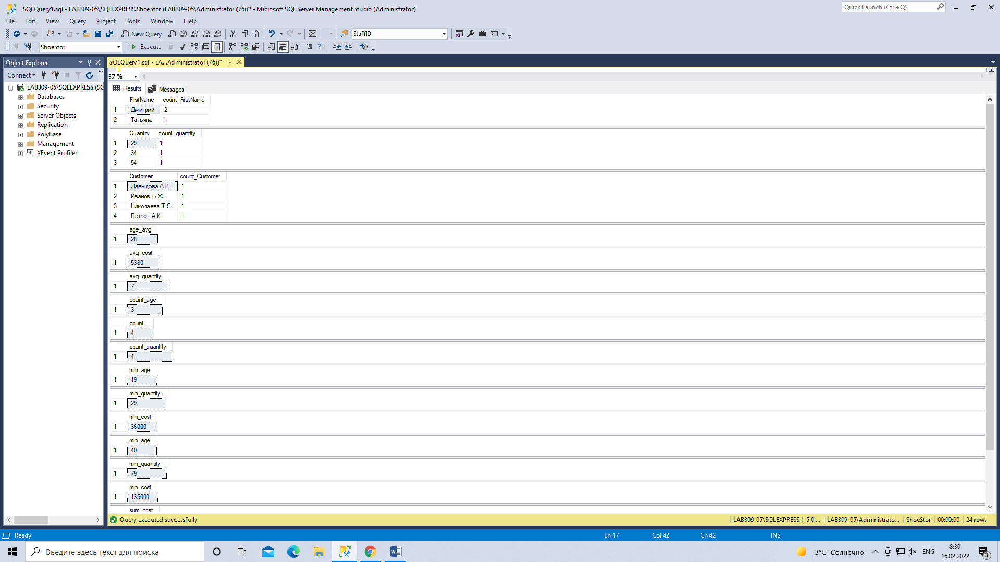 SQLQuery1.sql - LAB309-05\SQLEXPRESS.ShoeStor (LAB309-05\Administrator (76))* - Microsoft SQL Server Management Studio (Administrator)
Quick Launch (Ctrl+Q)
File Edit View Query Project Tools Window Help
New Query MDX DMX XMLA DAX StaffID
ShoeStor Execute
Object Explorer
SQLQuery1.sql - LA...Administrator (76))*
Connect
97 %
LAB309-05\SQLEXPRESS (SC
Databases
Security
Server Objects
Replication
PolyBase
Management
XEvent Profiler
Results Messages
FirstName count_FirstName
1 Дмитрий 2
2 Татьяна 1
Quantity count_quantity
1 29 1
2 34 1
3 54 1
Customer count_Customer
1 Давыдова А.В. 1
2 Иванов Б.Ж. 1
3 Николаева Т.Я. 1
4 Петров А.И. 1
age_avg
1 28
avg_cost
1 5380
avg_quantity
1 7
count_age
1 3
count_
1 4
count_quantity
1 4
min_age
1 19
min_quantity
1 29
min_cost
1 36000
min_age
1 40
min_quantity
1 79
min_cost
1 135000
sum_cost
Query executed successfully.
LAB309-05\SQLEXPRESS (15.0 ... LAB309-05\Administrato... ShoeStor 00:00:00 24 rows
Ready Ln 17 Col 42 Ch 42 INS
Введите здесь текст для поиска
-3°C Солнечно ENG 8:30
16.02.2022
3